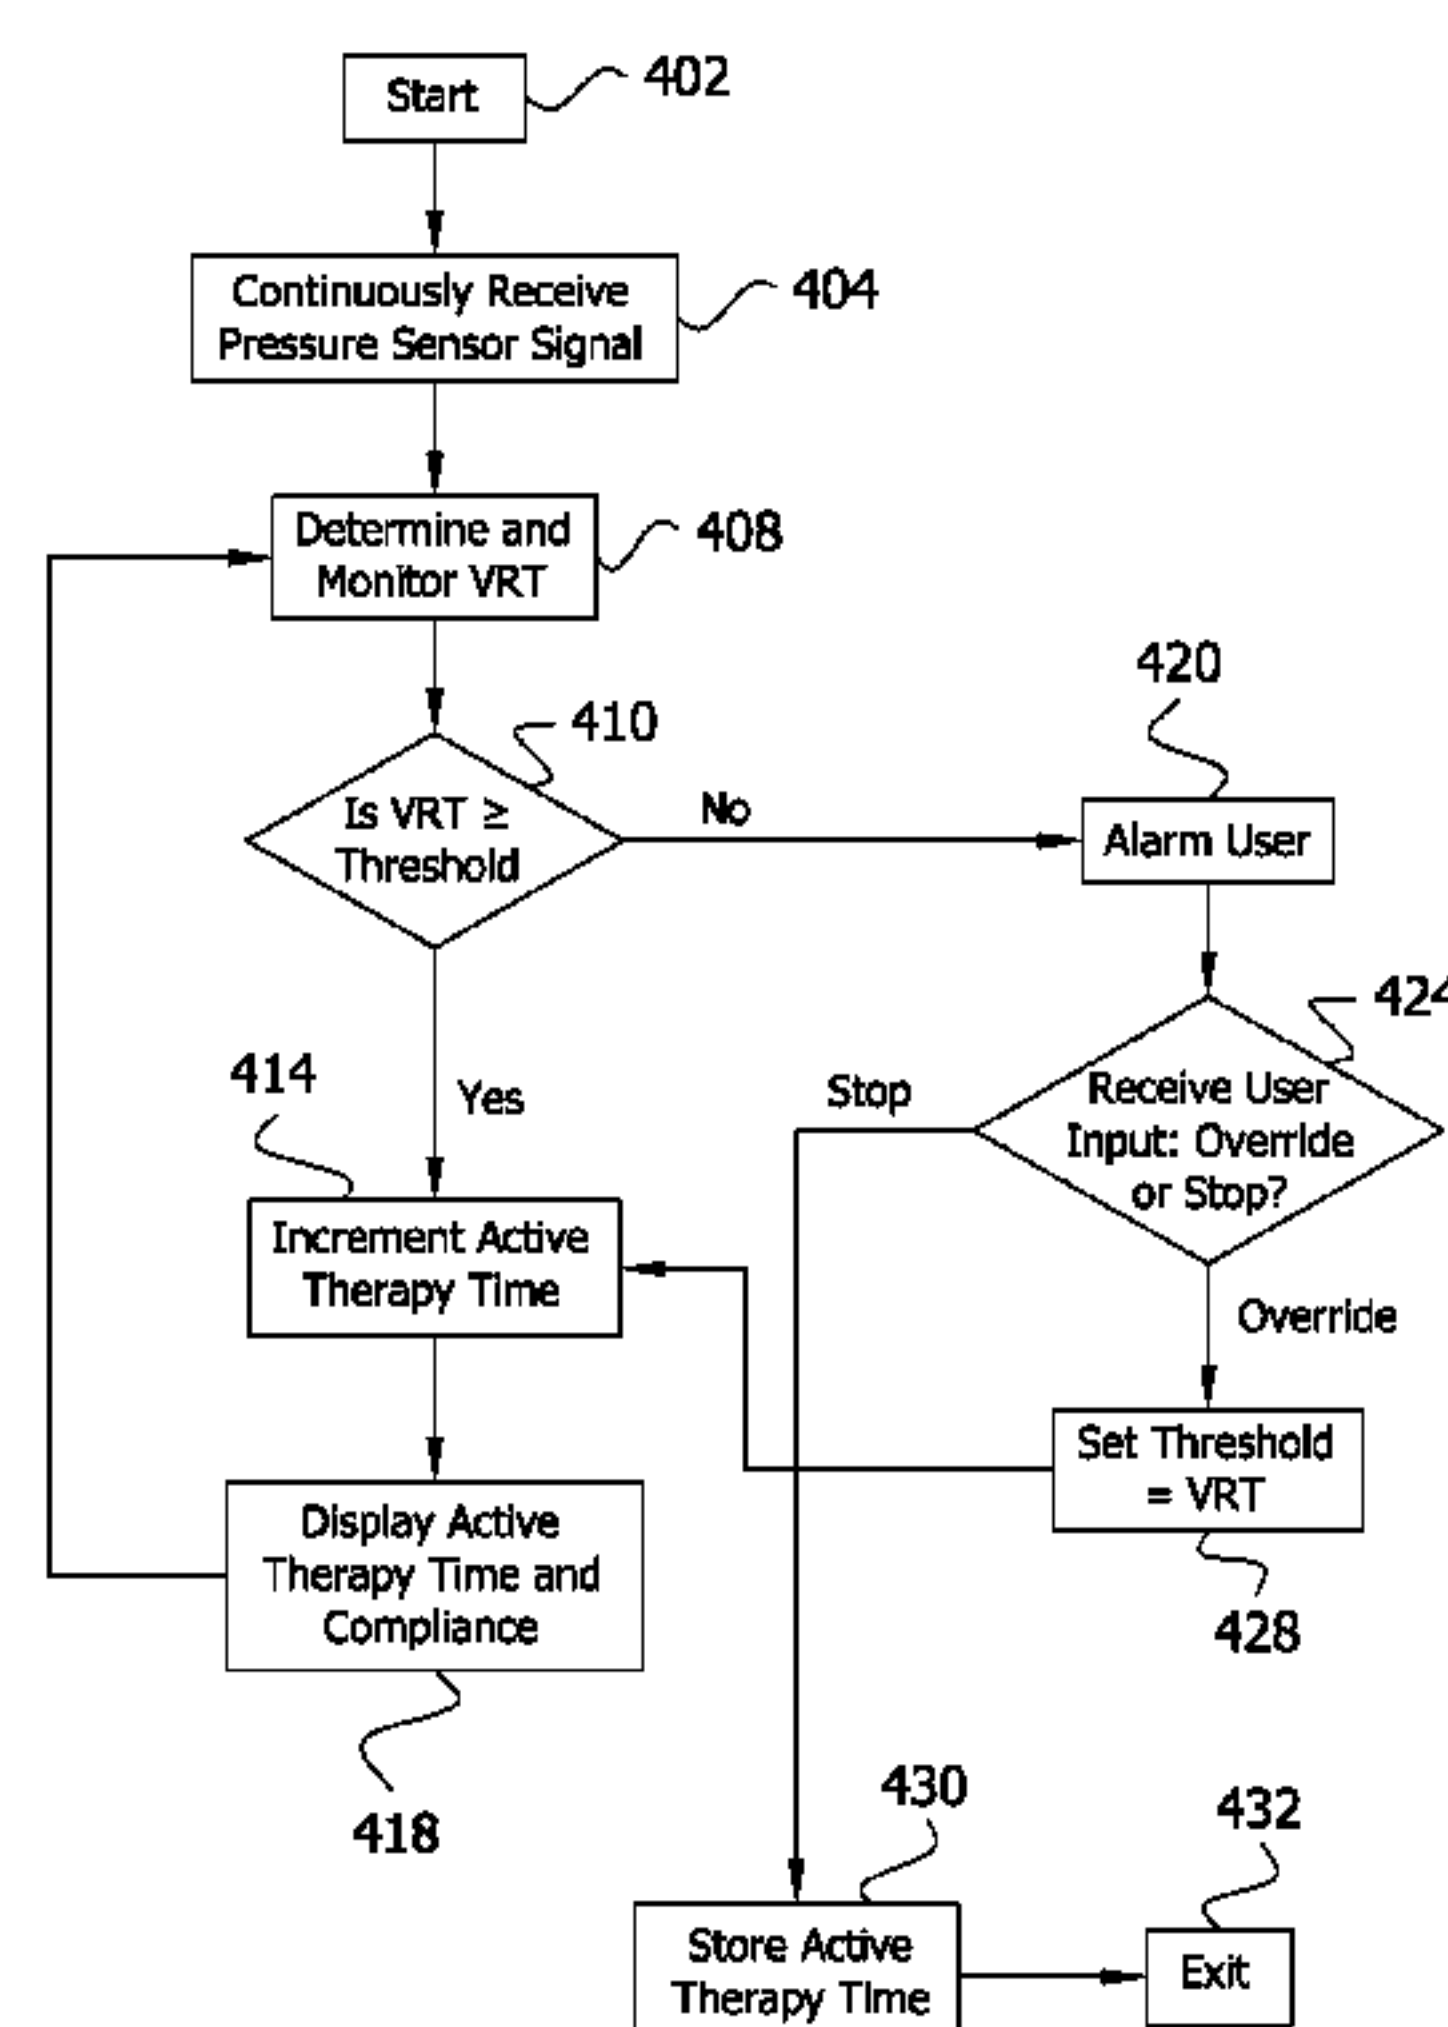 Start
402
Continuously Receive
Pressure Sensor Signal
404
Determine and
Monitor VRT
408
410
Is VRT ≥
Threshold
No
420
Alarm User
424
Receive User
Input: Override
or Stop?
Stop
Override
414
Yes
Increment Active
Therapy Time
Set Threshold
= VRT
428
Display Active
Therapy Time and
Compliance
418
430
432
Store Active
Therapy Time
Exit